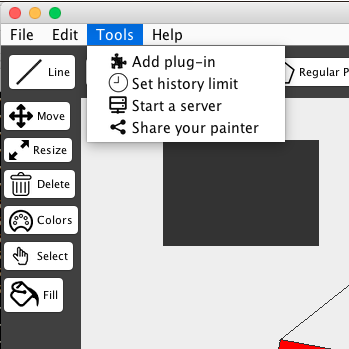 File Edit Tools Help
Add plug-in
Set history limit
Start a server
Share your painter
Line
Regular P
Move
Resize
Delete
Colors
Select
Fill